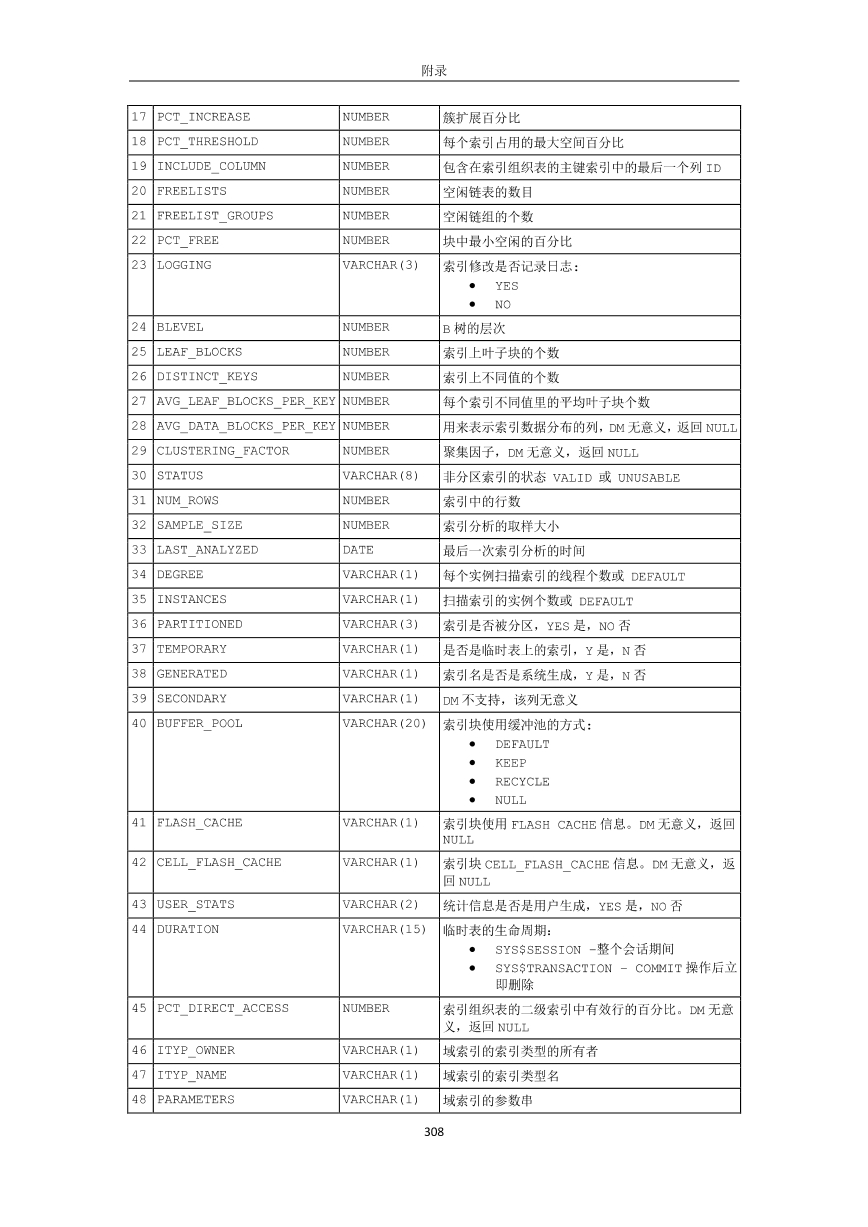 附录
17 PCT_INCREASE NUMBER 簇扩展百分比
18 PCT_THRESHOLD NUMBER 每个索引占用的最大空间百分比
19 INCLUDE_COLUMN NUMBER 包含在索引组织表的主键索引中的最后一个列 ID
20 FREELISTS NUMBER 空闲链表的数目
21 FREELIST_GROUPS NUMBER 空闲链组的个数
22 PCT_FREE NUMBER 块中最小空闲的百分比
23 LOGGING VARCHAR(3) 索引修改是否记录日志：
● YES
● NO
24 BLEVEL NUMBER B 树的层次
25 LEAF_BLOCKS NUMBER 索引上叶子块的个数
26 DISTINCT_KEYS NUMBER 索引上不同值的个数
27 AVG_LEAF_BLOCKS_PER_KEY NUMBER 每个索引不同值里的平均叶子块个数
28 AVG_DATA_BLOCKS_PER_KEY NUMBER 用来表示索引数据分布的列，DM 无意义，返回 NULL
29 CLUSTERING_FACTOR NUMBER 聚集因子，DM 无意义，返回 NULL
30 STATUS VARCHAR(8) 非分区索引的状态 VALID 或 UNUSABLE
31 NUM_ROWS NUMBER 索引中的行数
32 SAMPLE_SIZE NUMBER 索引分析的取样大小
33 LAST_ANALYZED DATE 最后一次索引分析的时间
34 DEGREE VARCHAR(1) 每个实例扫描索引的线程个数或 DEFAULT
35 INSTANCES VARCHAR(1) 扫描索引的实例个数或 DEFAULT
36 PARTITIONED VARCHAR(3) 索引是否被分区，YES 是，NO 否
37 TEMPORARY VARCHAR(1) 是否是临时表上的索引，Y 是，N 否
38 GENERATED VARCHAR(1) 索引名是否是系统生成，Y 是，N 否
39 SECONDARY VARCHAR(1) DM 不支持，该列无意义
40 BUFFER_POOL VARCHAR(20) 索引块使用缓冲池的方式：
● DEFAULT
● KEEP
● RECYCLE
● NULL
41 FLASH_CACHE VARCHAR(1) 索引块使用 FLASH CACHE 信息。DM 无意义，返回
NULL
42 CELL_FLASH_CACHE VARCHAR(1) 索引块 CELL_FLASH_CACHE 信息。DM 无意义，返
回 NULL
43 USER_STATS VARCHAR(2) 统计信息是否是用户生成，YES 是，NO 否
44 DURATION VARCHAR(15) 临时表的生命周期：
● SYS$SESSION –整个会话期间
● SYS$TRANSACTION – COMMIT 操作后立
即删除
45 PCT_DIRECT_ACCESS NUMBER 索引组织表的二级索引中有效行的百分比。DM 无意
义，返回 NULL
46 ITYP_OWNER VARCHAR(1) 域索引的索引类型的所有者
47 ITYP_NAME VARCHAR(1) 域索引的索引类型名
48 PARAMETERS VARCHAR(1) 域索引的参数串
308